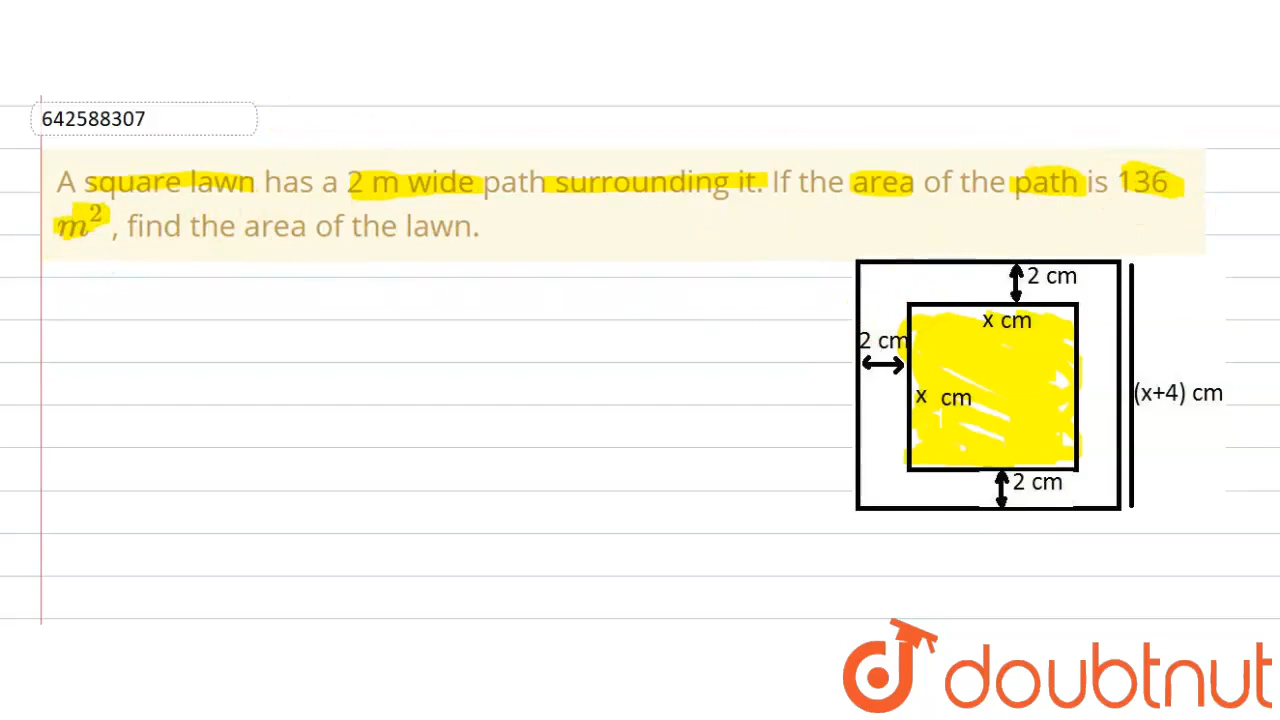 642588307
A square lawn has a 2 m wide path surrounding it. If the area of the path is 136
m², find the area of the lawn.
2 cm
x cm
2 cm
x cm
(x+4) cm
2 cm
doubtnut